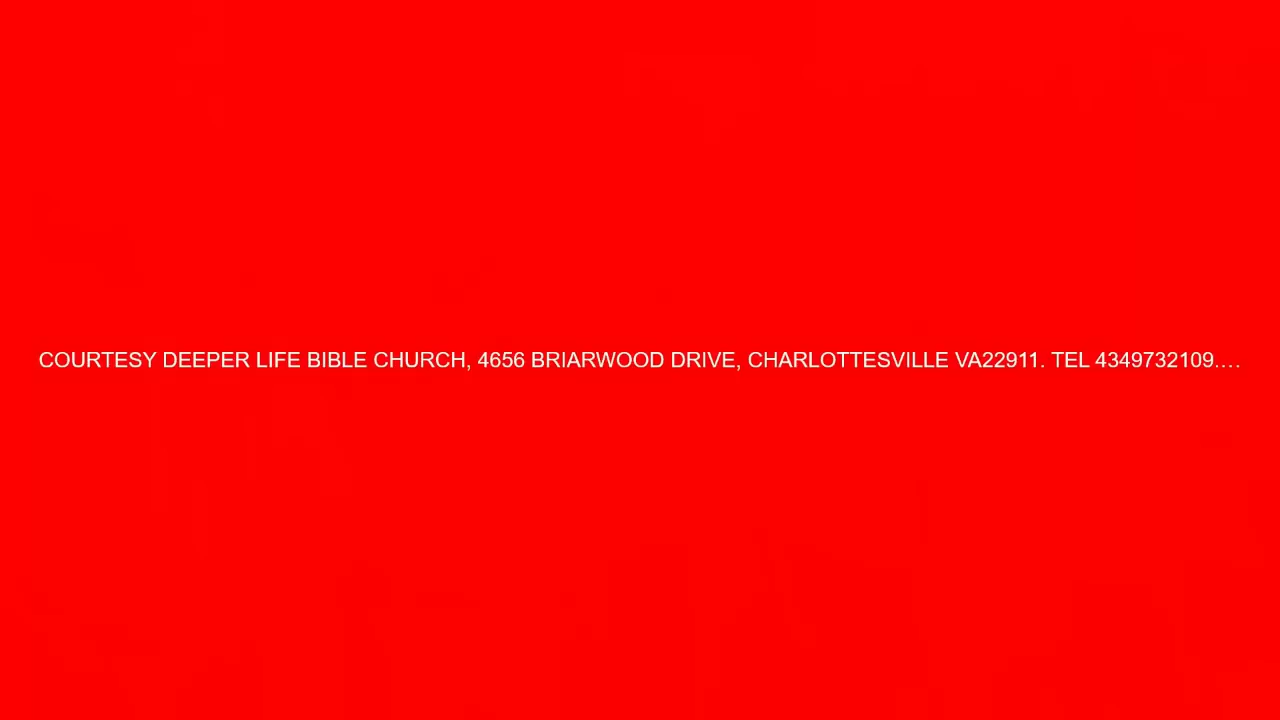 COURTESY DEEPER LIFE BIBLE CHURCH, 4656 BRIARWOOD DRIVE, CHARLOTTESVILLE VA22911. TEL 4349732109....